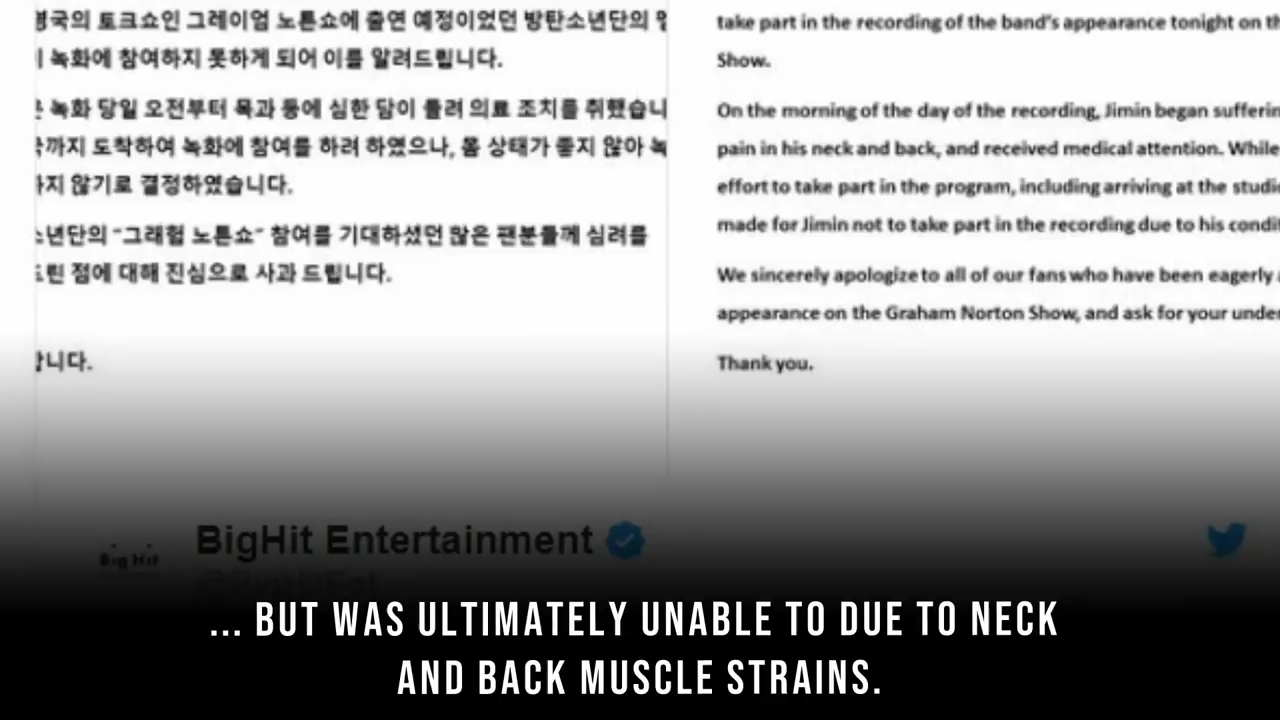 영국의 토크쇼인 그레이엄 노튼쇼에 출연 예정이었던 방탄소년단의
녹화에 참여하지 못하게 되어 이를 알려드립니다.
녹화 당일 오전부터 목과 등에 심한 담이 들려 의료 조치를 취했습니
까지 도착하여 녹화에 참여를 하려 하였으나, 몸 상태가 좋지 않아 녹
하지 않기로 결정하였습니다.
소년단의 "그래험 노튼쇼" 참여를 기대하셨던 많은 팬분들께 심려를
드린 점에 대해 진심으로 사과 드립니다.
합니다.
take part in the recording of the band's appearance tonight on th
Show.
On the morning of the day of the recording, Jimin began sufferin
pain in his neck and back, and received medical attention. While
effort to take part in the program, including arriving at the studi
made for Jimin not to take part in the recording due to his condit
We sincerely apologize to all of our fans who have been eagerly a
appearance on the Graham Norton Show, and ask for your under
Thank you.
Big Hit
BigHit Entertainment
@BigHitEnt
... BUT WAS ULTIMATELY UNABLE TO DUE TO NECK
AND BACK MUSCLE STRAINS.